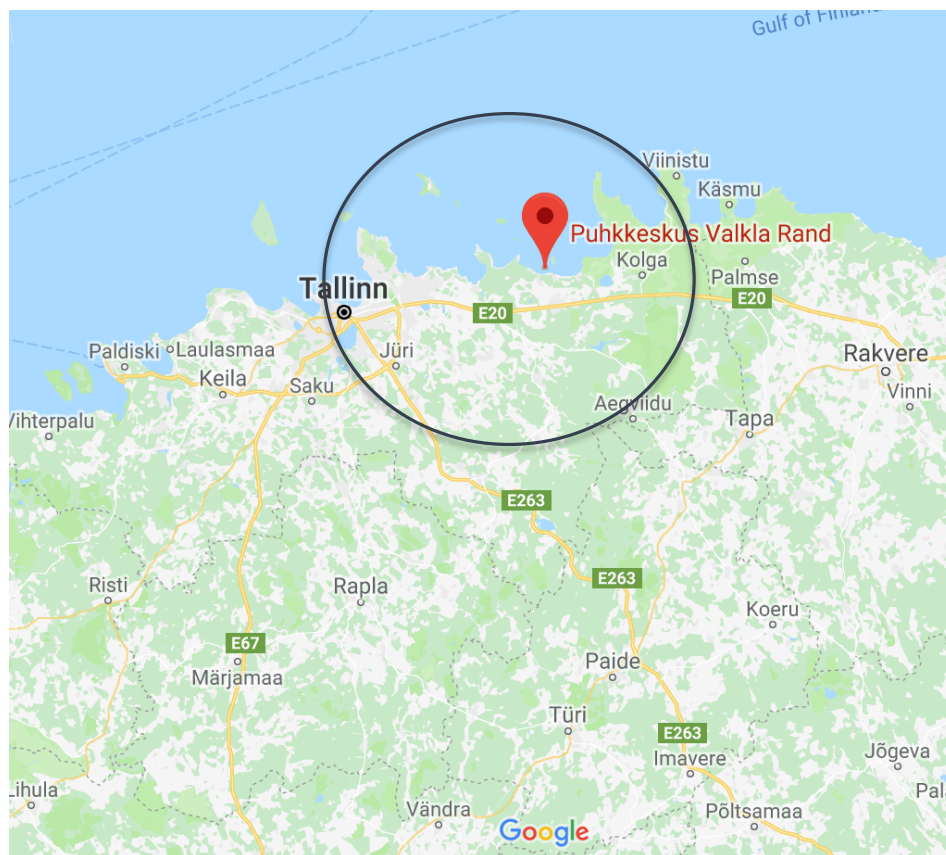 Gulf of Finland
Viinistu
Käsmu
Puhkkeskus Valkla Rand
Kolga
Palmse
Tallinn
E20
E20
Paldiski
Laulasmaa
Jüri
Rakvere
Keila
Saku
Vinni
Aegviidu
Tapa
Vihterpalu
E263
E263
Risti
Rapla
Koeru
E67
Märjamaa
Paide
Türi
E263
Imavere
Jõgeva
Lihula
Pala
Vändra
Põltsamaa
Google